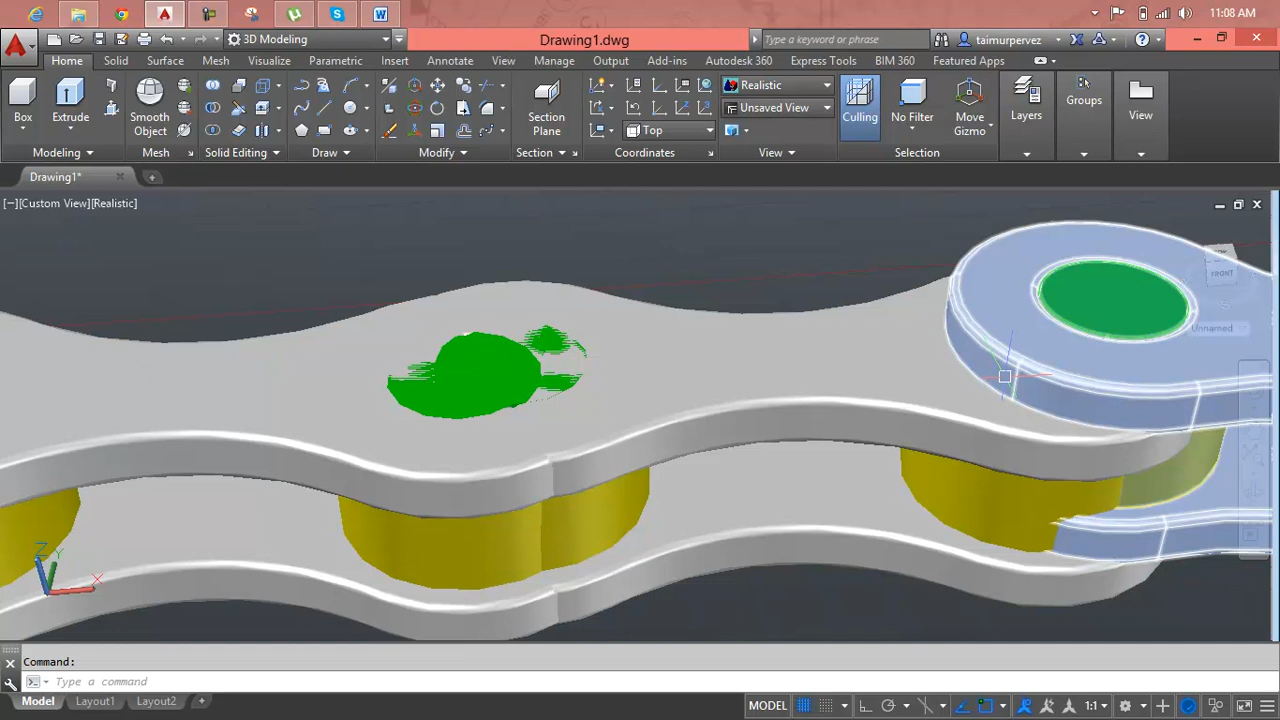 11:08 AM
3D Modeling
Drawing1.dwg
Type a keyword or phrase
taimurpervez
Home Solid Surface Mesh Visualize Parametric Insert Annotate View Manage Output Add-ins Autodesk 360 Express Tools BIM 360 Featured Apps
Box
Extrude
Smooth Object
Section Plane
Realistic
Unsaved View
Top
Culling
No Filter
Move Gizmo
Layers
Groups
View
Modeling Mesh Solid Editing Draw Modify Section Coordinates View Selection
Drawing1*
[−][Custom View][Realistic]
FRONT
Unnamed
Z
Y
X
Command:
Type a command
Model Layout1 Layout2
MODEL
1:1